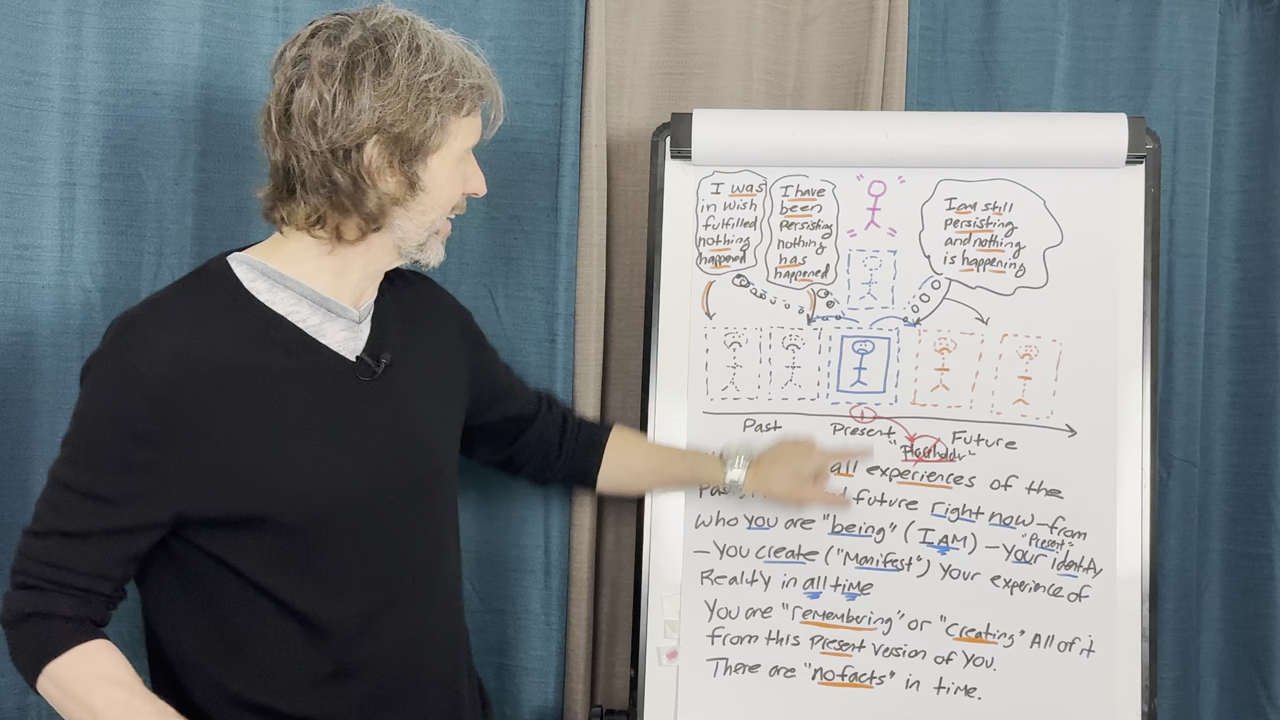 I was
in wish
fulfilled
nothing
happened
I have
been
Persisting
nothing
has
happened
I am still
persisting
and nothing
is happening
1
Past
Present
Future
"Placeholder"
all experiences of the
future right now-from
who you are "being" (I AM) - Your identity
"Present"
- You create ("Manifest") Your experience of
Reality in all time
You are "remembering" or "creating" All of it
from this Present version of You.
There are "no facts" in time.